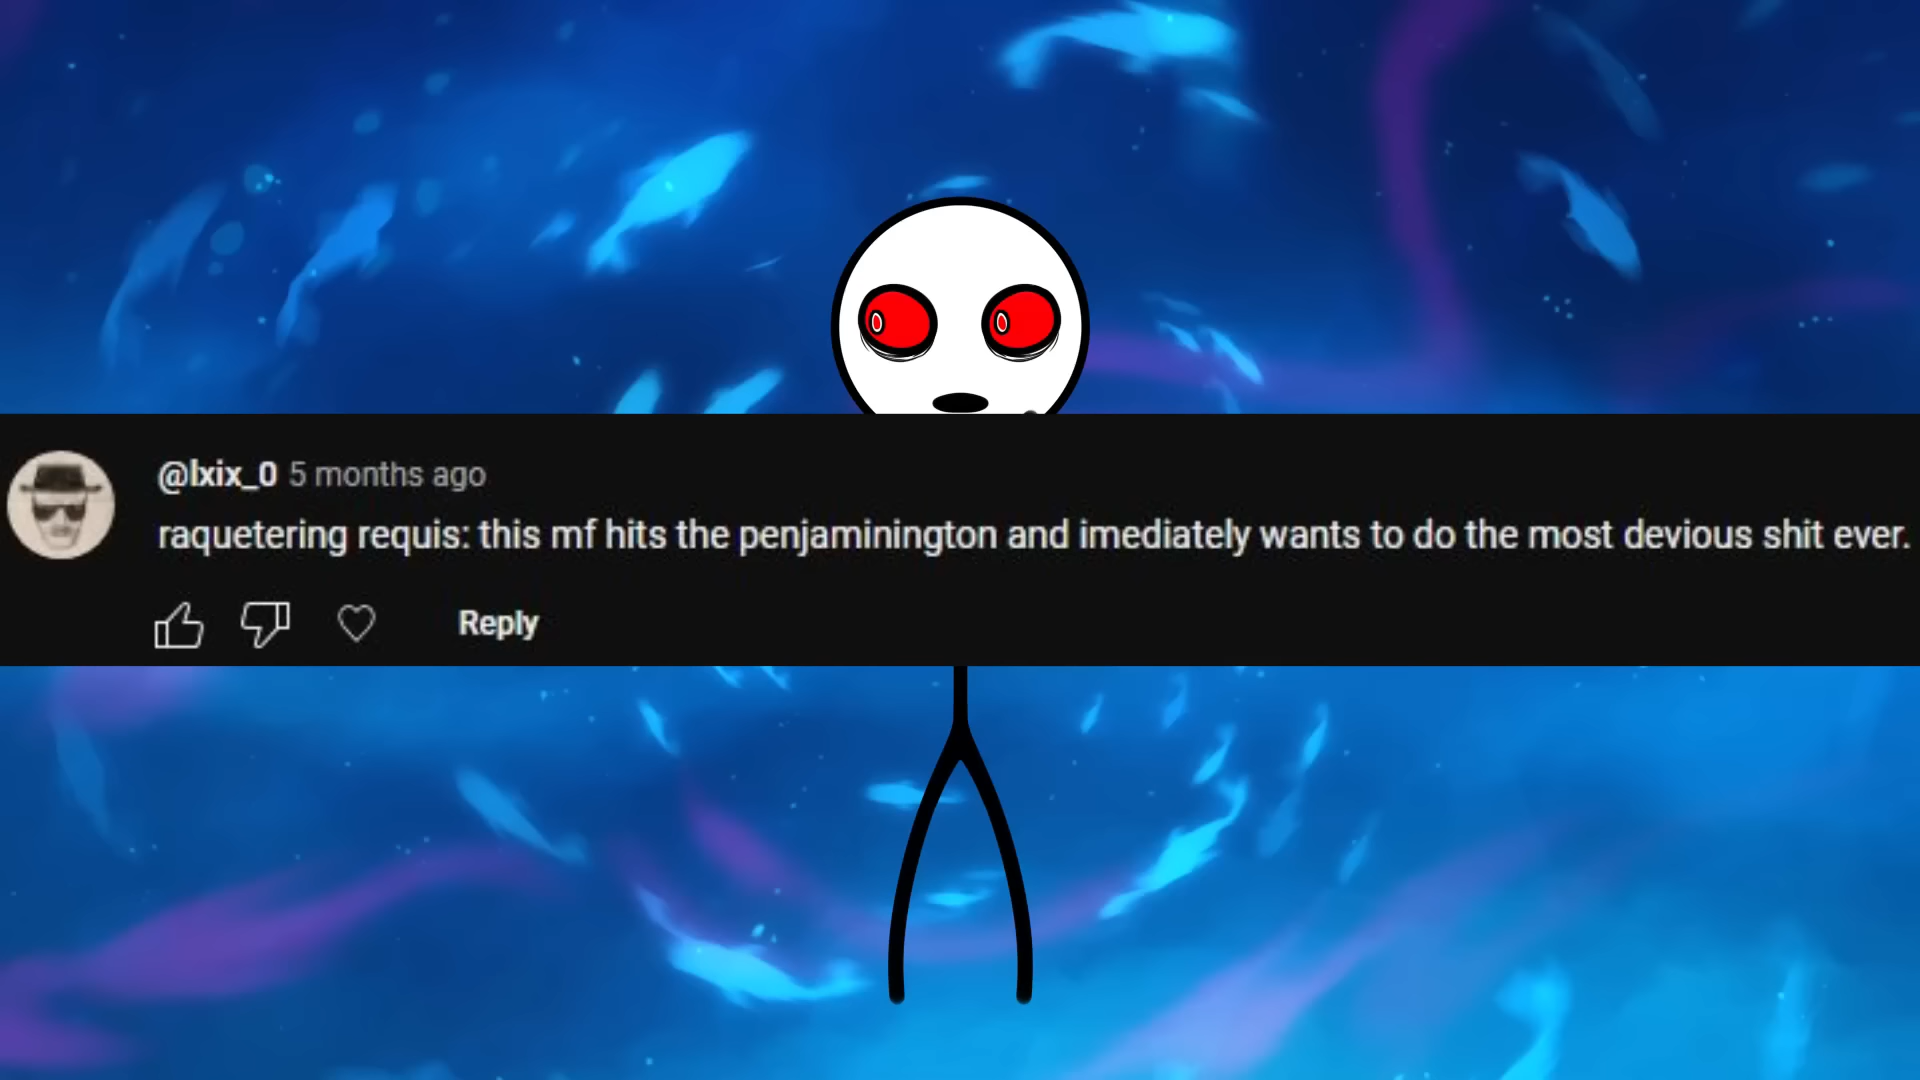 @lxix_0 5 months ago
raquetering requis: this mf hits the penjaminington and imediately wants to do the most devious shit ever.
Reply